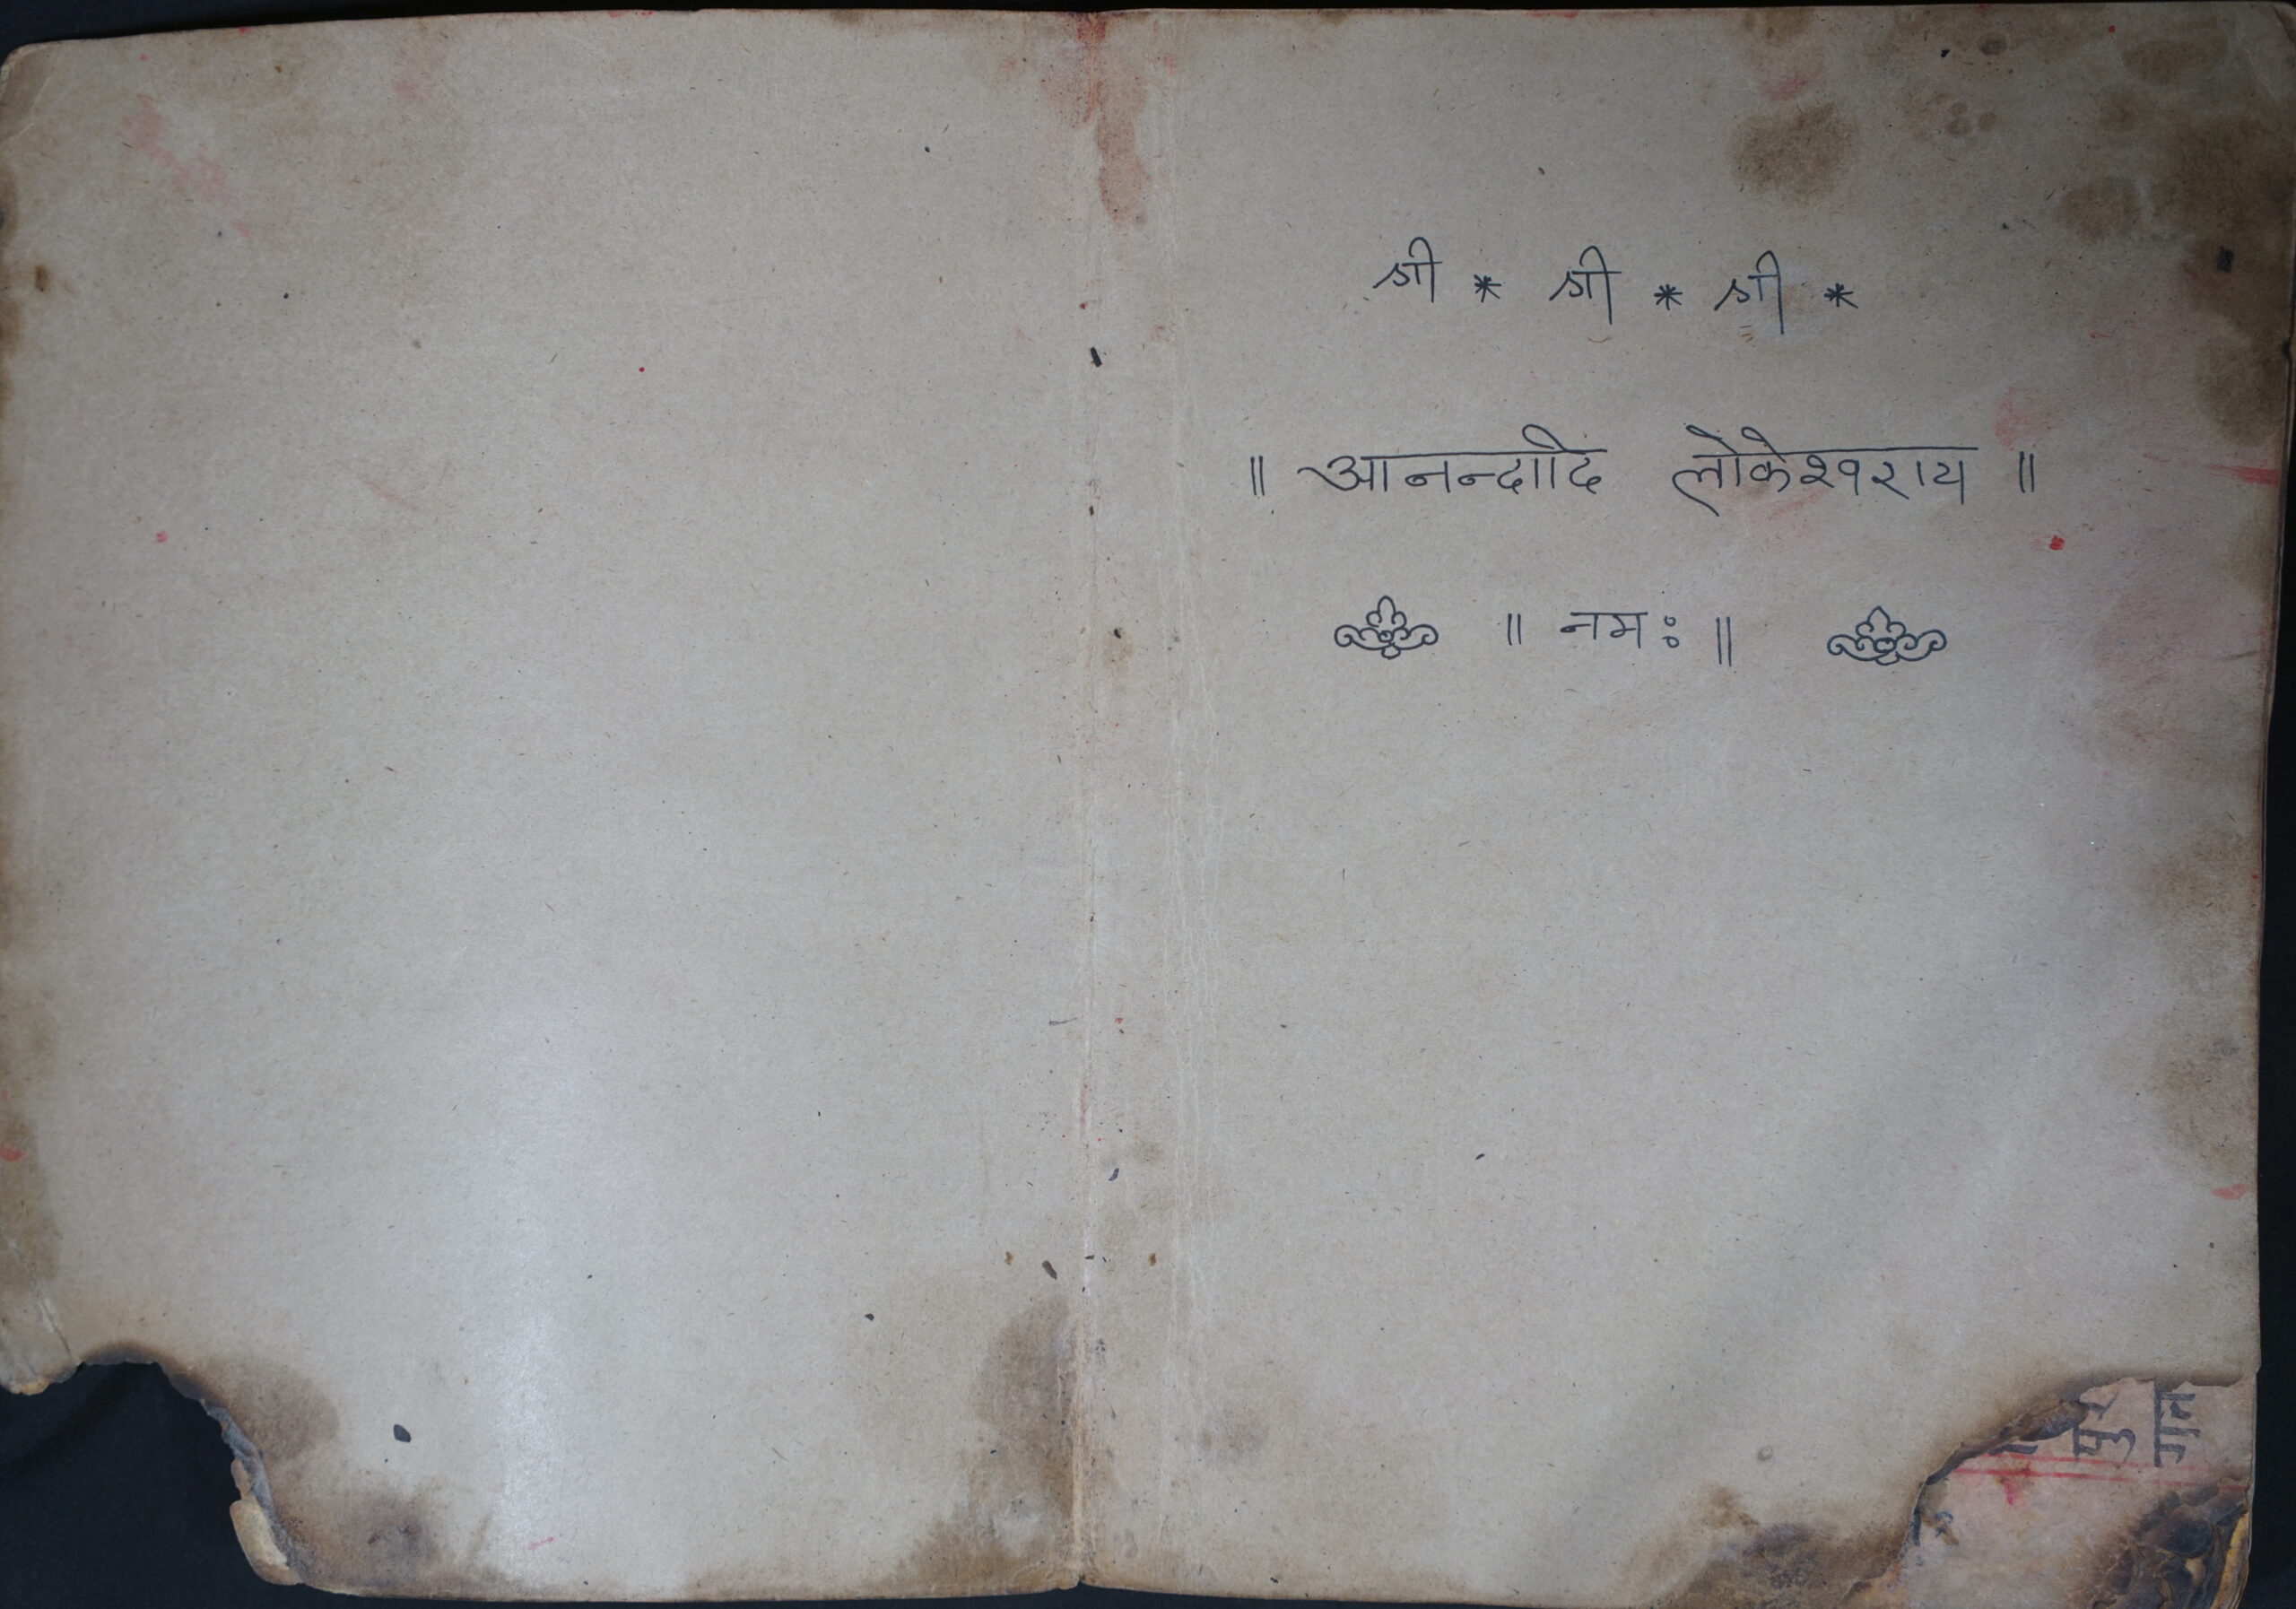 श्री * श्री * श्री *
॥ आनन्दादि लोकेश्वराय ॥
॥ नमः ॥